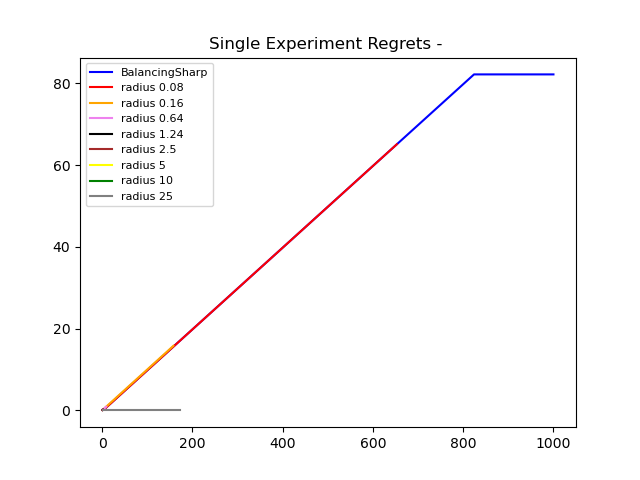 Single Experiment Regrets -
BalancingSharp
radius 0.08
radius 0.16
radius 0.64
radius 1.24
radius 2.5
radius 5
radius 10
radius 25
80
60
40
20
0
0 200 400 600 800 1000